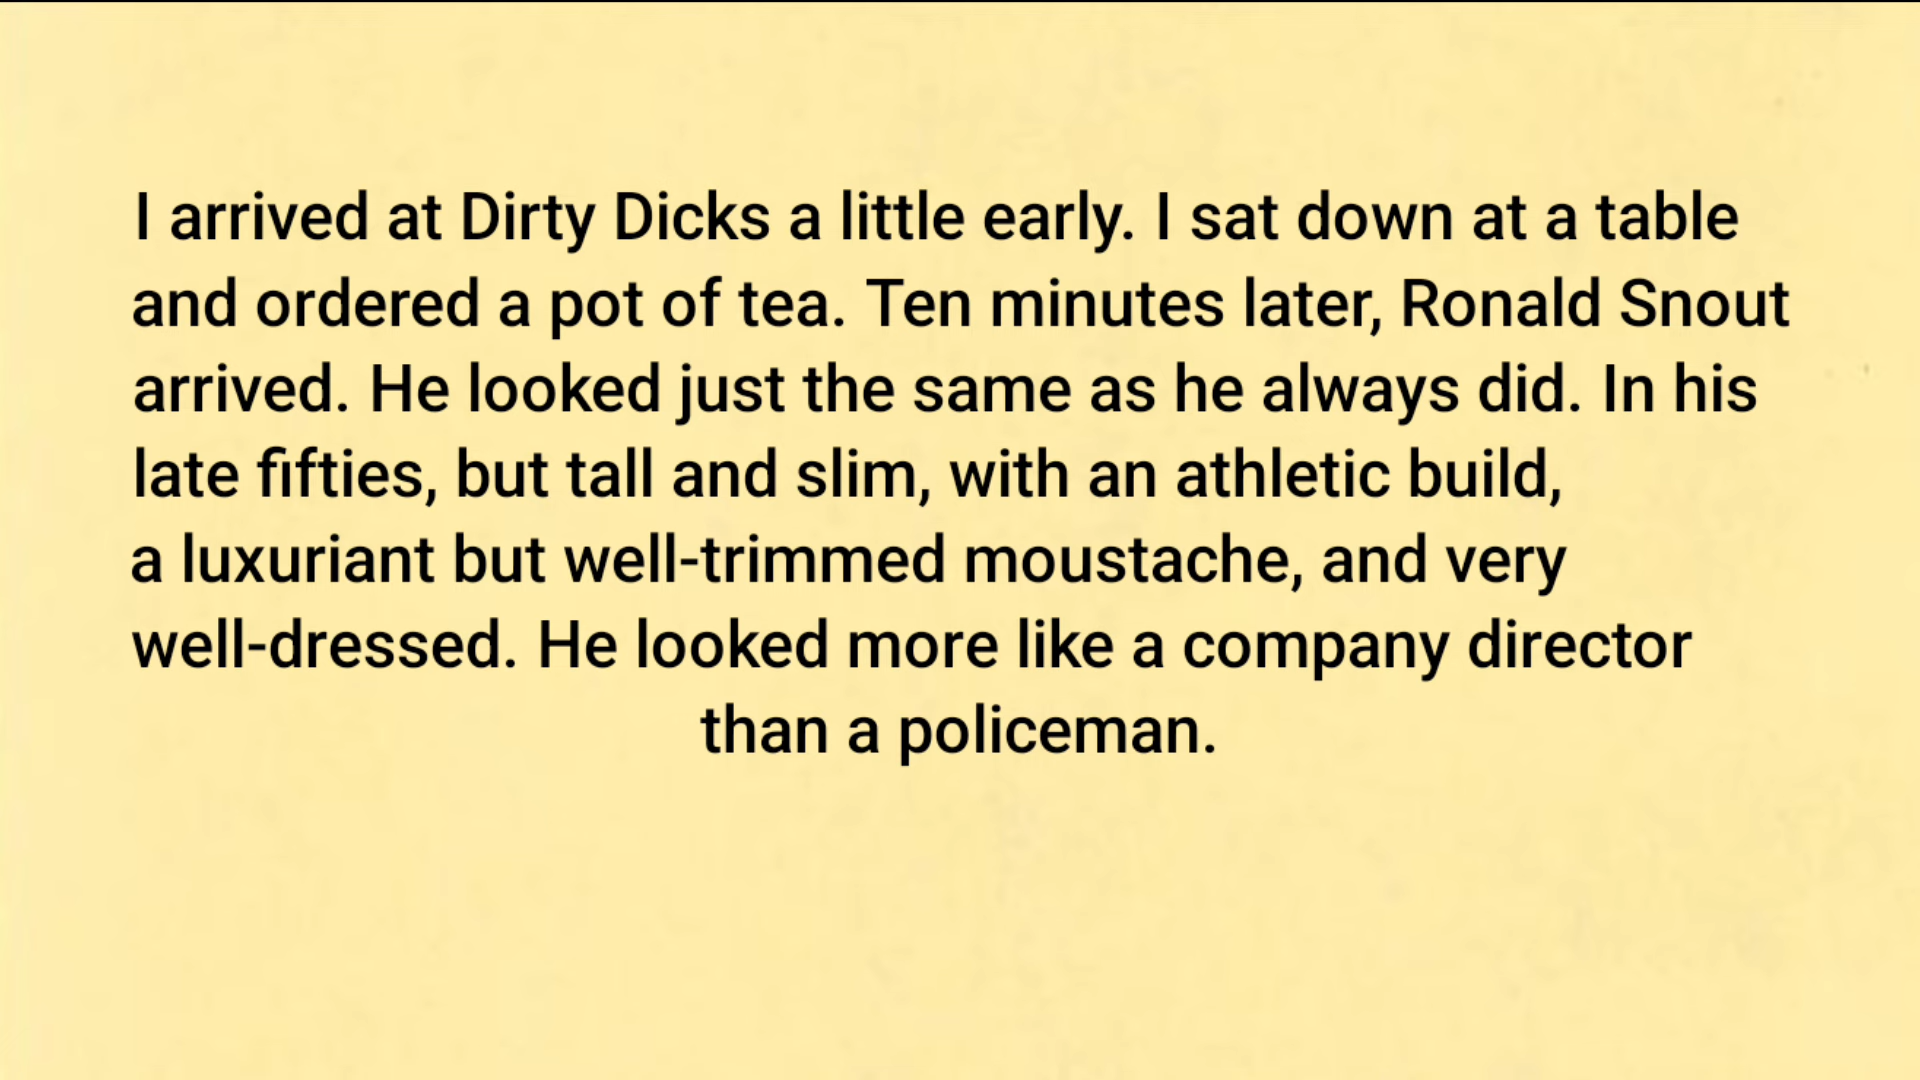 I arrived at Dirty Dicks a little early. I sat down at a table
and ordered a pot of tea. Ten minutes later, Ronald Snout
arrived. He looked just the same as he always did. In his
late fifties, but tall and slim, with an athletic build,
a luxuriant but well-trimmed moustache, and very
well-dressed. He looked more like a company director
than a policeman.